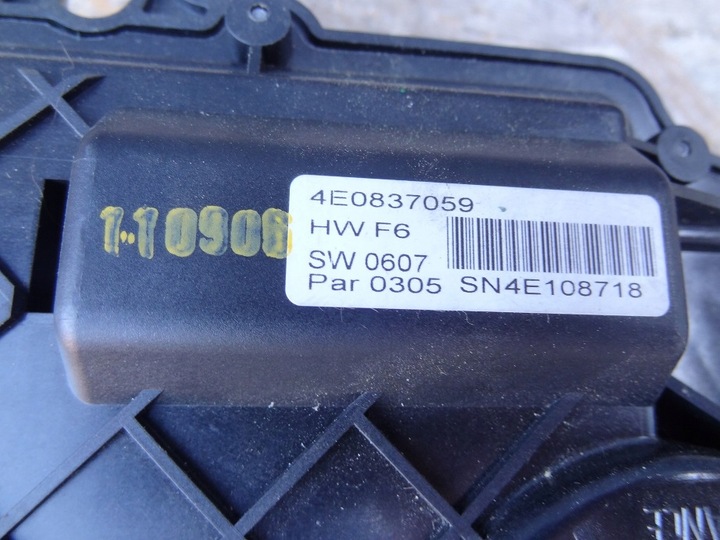 1-10906
4E0837059
HW F6
SW 0607
Par 0305 SN4E108718